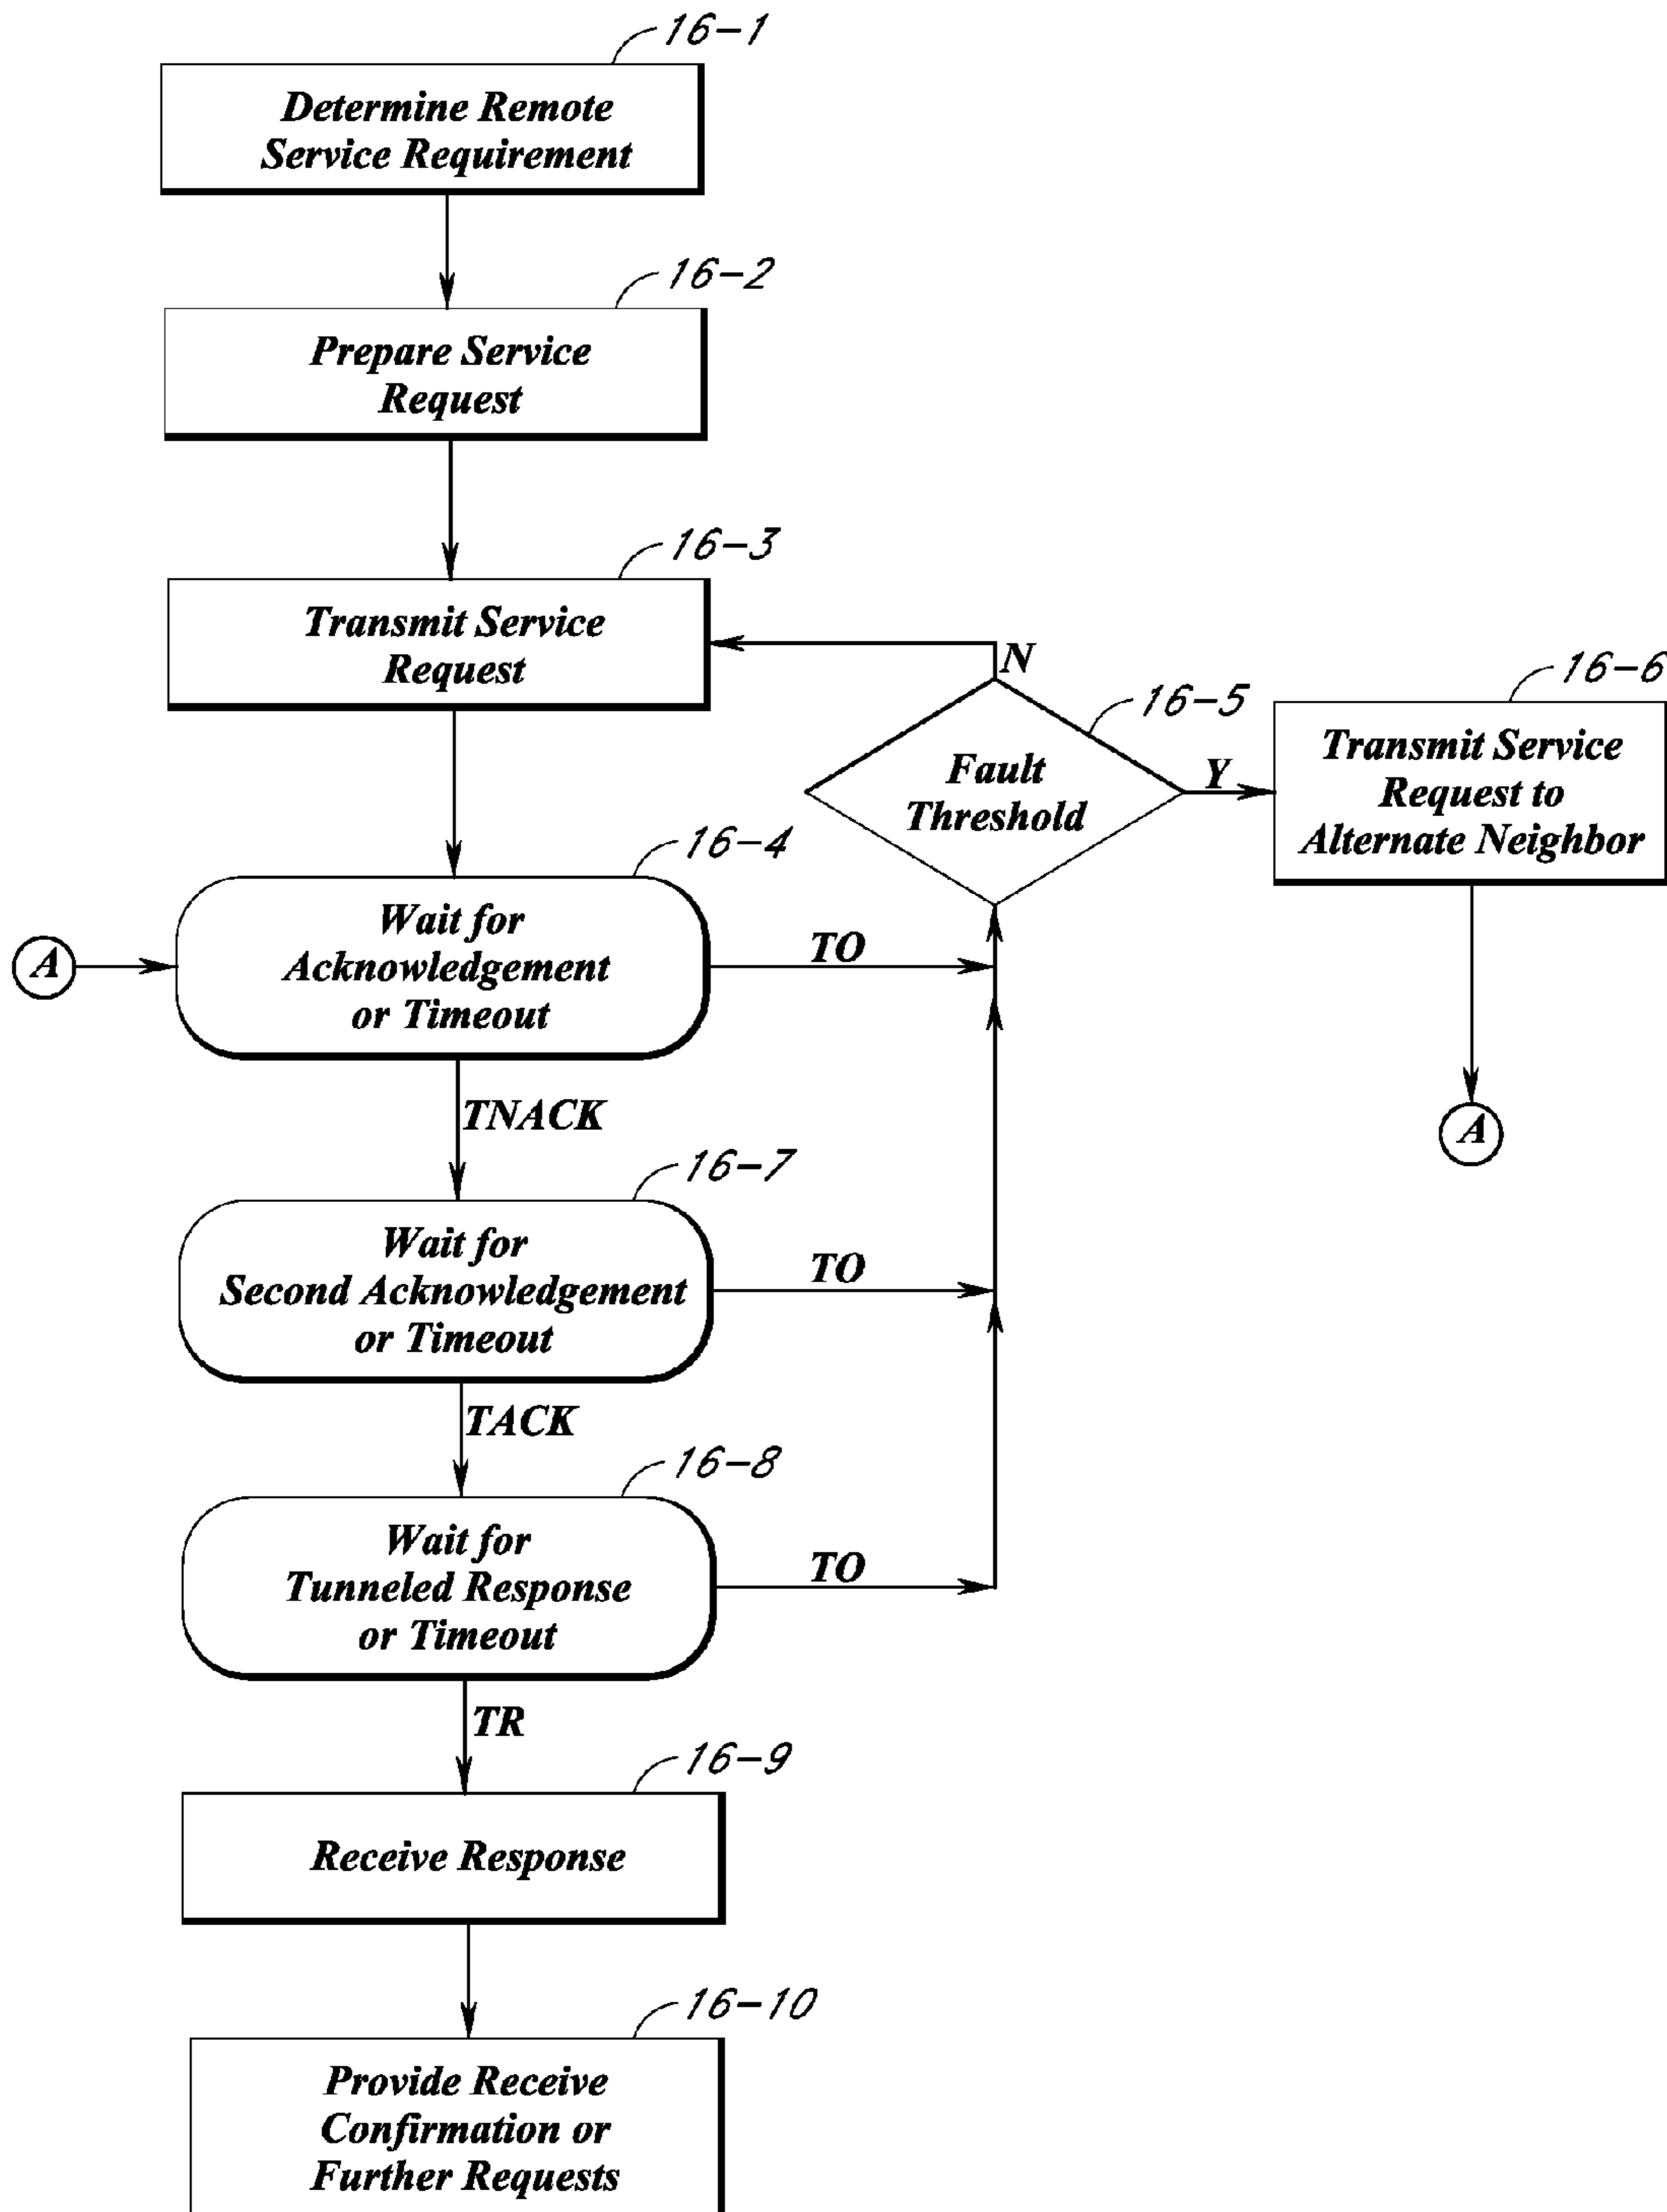 16-1
Determine Remote
Service Requirement
16-2
Prepare Service
Request
16-3
Transmit Service
Request
N
16-5
Fault
Threshold
Y
16-6
Transmit Service
Request to
Alternate Neighbor
A
16-4
A
Wait for
Acknowledgement
or Timeout
TO
TNACK
16-7
Wait for
Second Acknowledgement
or Timeout
TO
TACK
16-8
Wait for
Tunneled Response
or Timeout
TO
TR
16-9
Receive Response
16-10
Provide Receive
Confirmation or
Further Requests